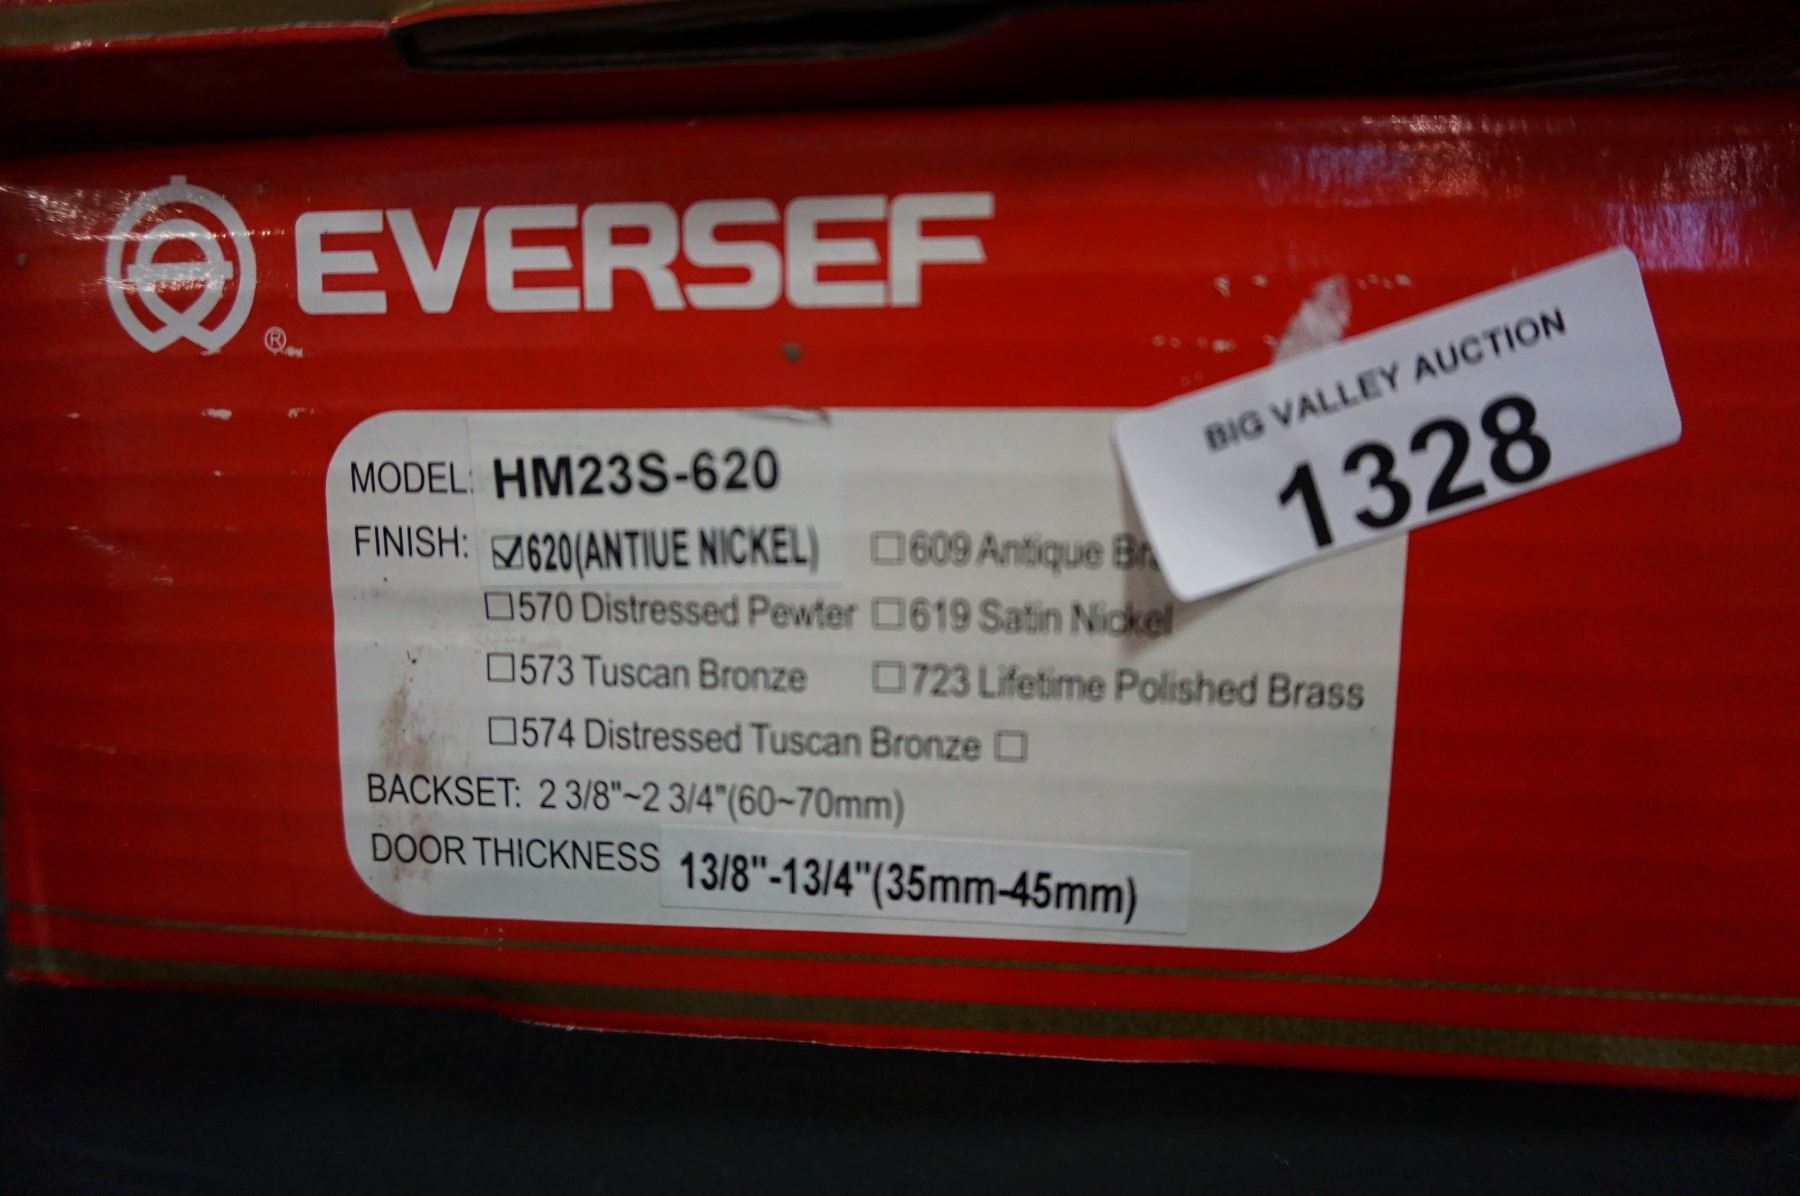 EVERSEF
®
BIG VALLEY AUCTION
1328
MODEL: HM23S-620
FINISH: ☑620(ANTIUE NICKEL) ☐609 Antique
☐570 Distressed Pewter ☐619 Satin Nickel
☐573 Tuscan Bronze ☐723 Lifetime Polished Brass
☐574 Distressed Tuscan Bronze ☐
BACKSET: 2 3/8"~2 3/4"(60~70mm)
DOOR THICKNESS 13/8"-13/4"(35mm-45mm)